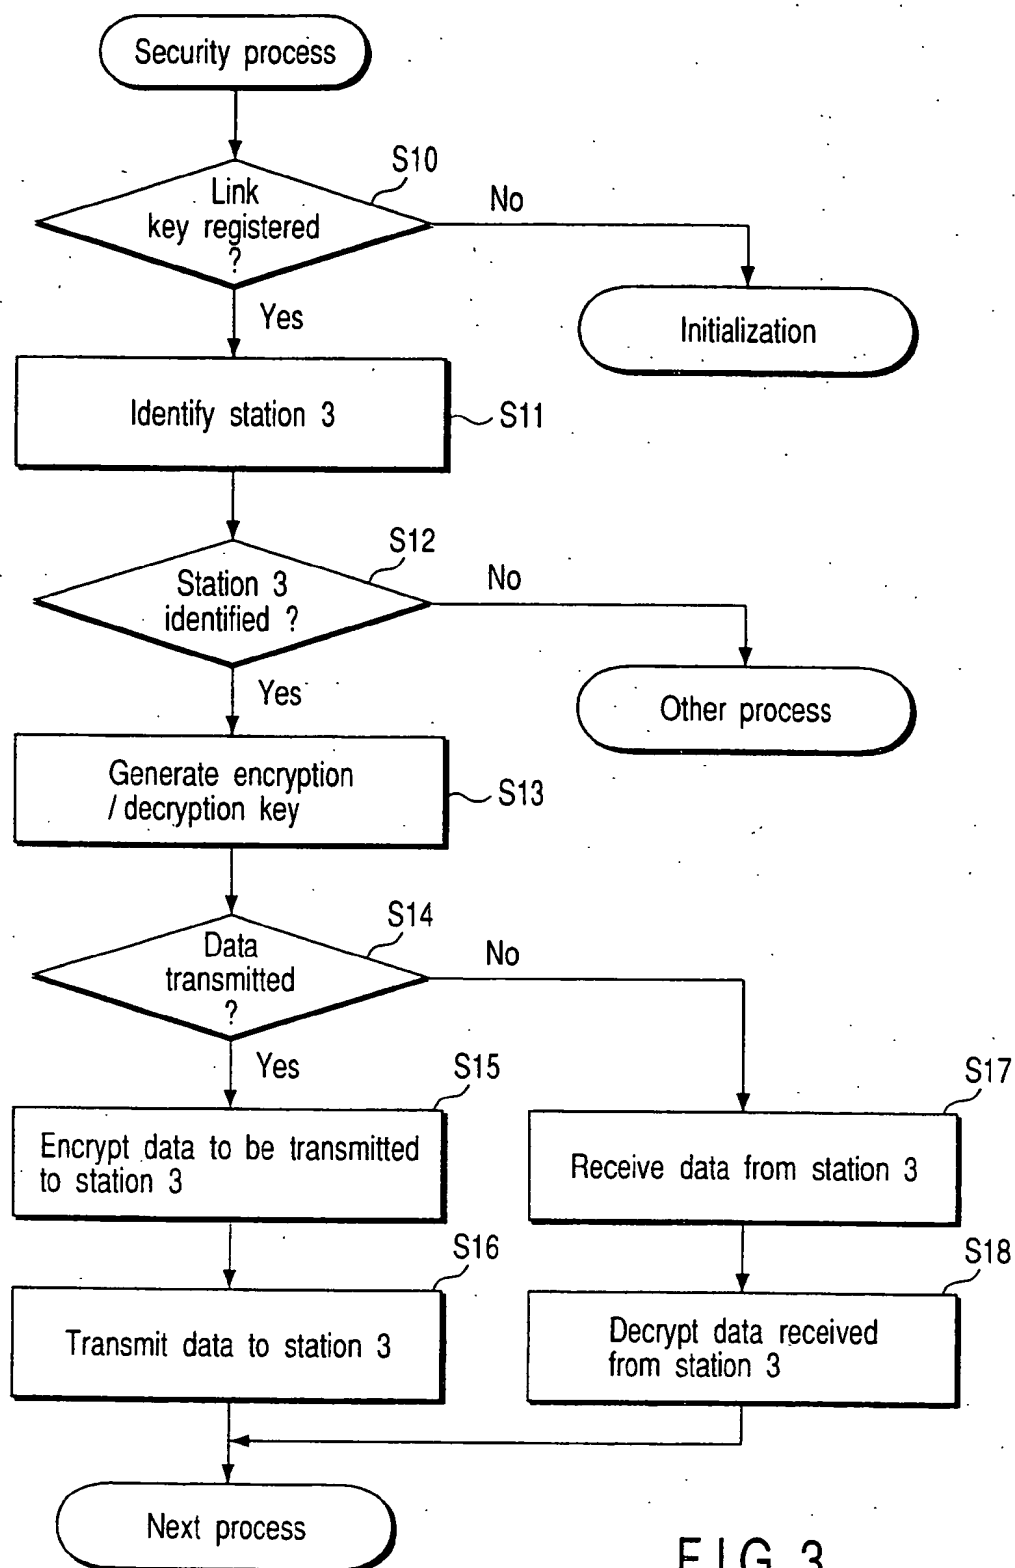 Security process
S10
Link
key registered
?
No
Yes
Initialization
Identify station 3
S11
S12
Station 3
identified ?
No
Yes
Other process
Generate encryption
/ decryption key
S13
S14
Data
transmitted
?
No
Yes
S15
Encrypt data to be transmitted
to station 3
S17
Receive data from station 3
S16
Transmit data to station 3
S18
Decrypt data received
from station 3
Next process
FIG. 3